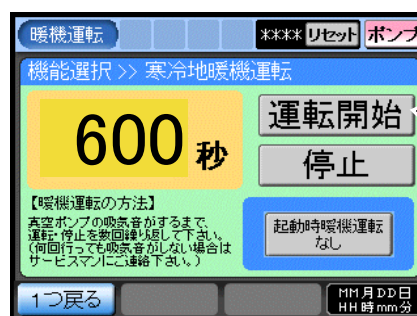 暖機運転
**** リセット ポンプ
機能選択 >> 寒冷地暖機運転
600 秒
運転開始
停止
【暖機運転の方法】
真空ポンプの吸気音がするまで、
運転・停止を数回繰り返して下さい。
(何回行っても吸気音がしない場合は
サービスマンにご連絡下さい。)
起動時暖機運転
なし
1つ戻る
MM月DD日
HH時mm分